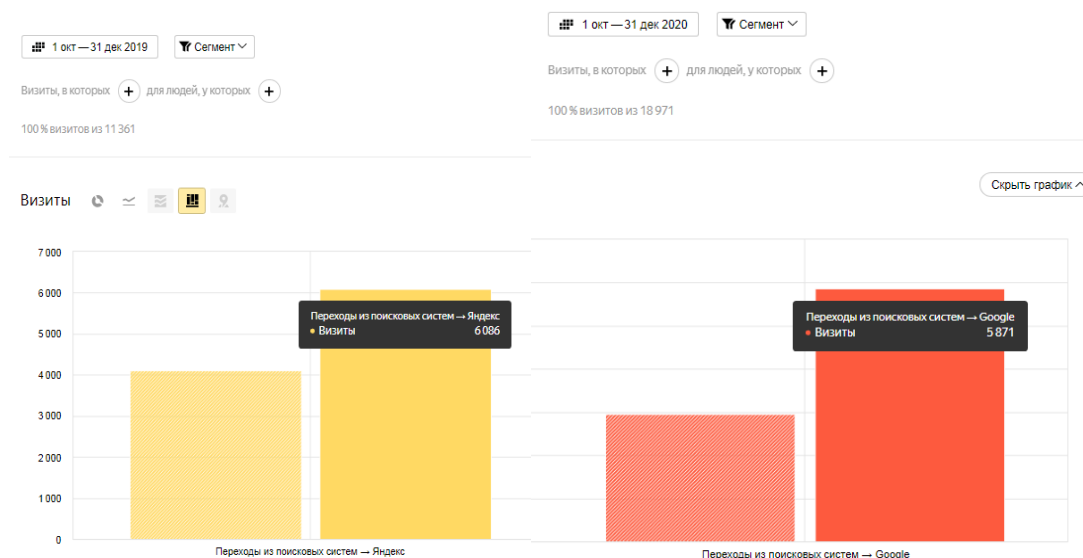 1 окт — 31 дек 2019
Сегмент
Визиты, в которых + для людей, у которых +
100 % визитов из 11 361
Визиты
7 000
6 000
5 000
4 000
3 000
2 000
1 000
0
Переходы из поисковых систем → Яндекс
Визиты 6 086
Переходы из поисковых систем → Яндекс
1 окт — 31 дек 2020
Сегмент
Визиты, в которых + для людей, у которых +
100 % визитов из 18 971
Скрыть график
Переходы из поисковых систем → Google
Визиты 5 871
Переходы из поисковых систем → Google